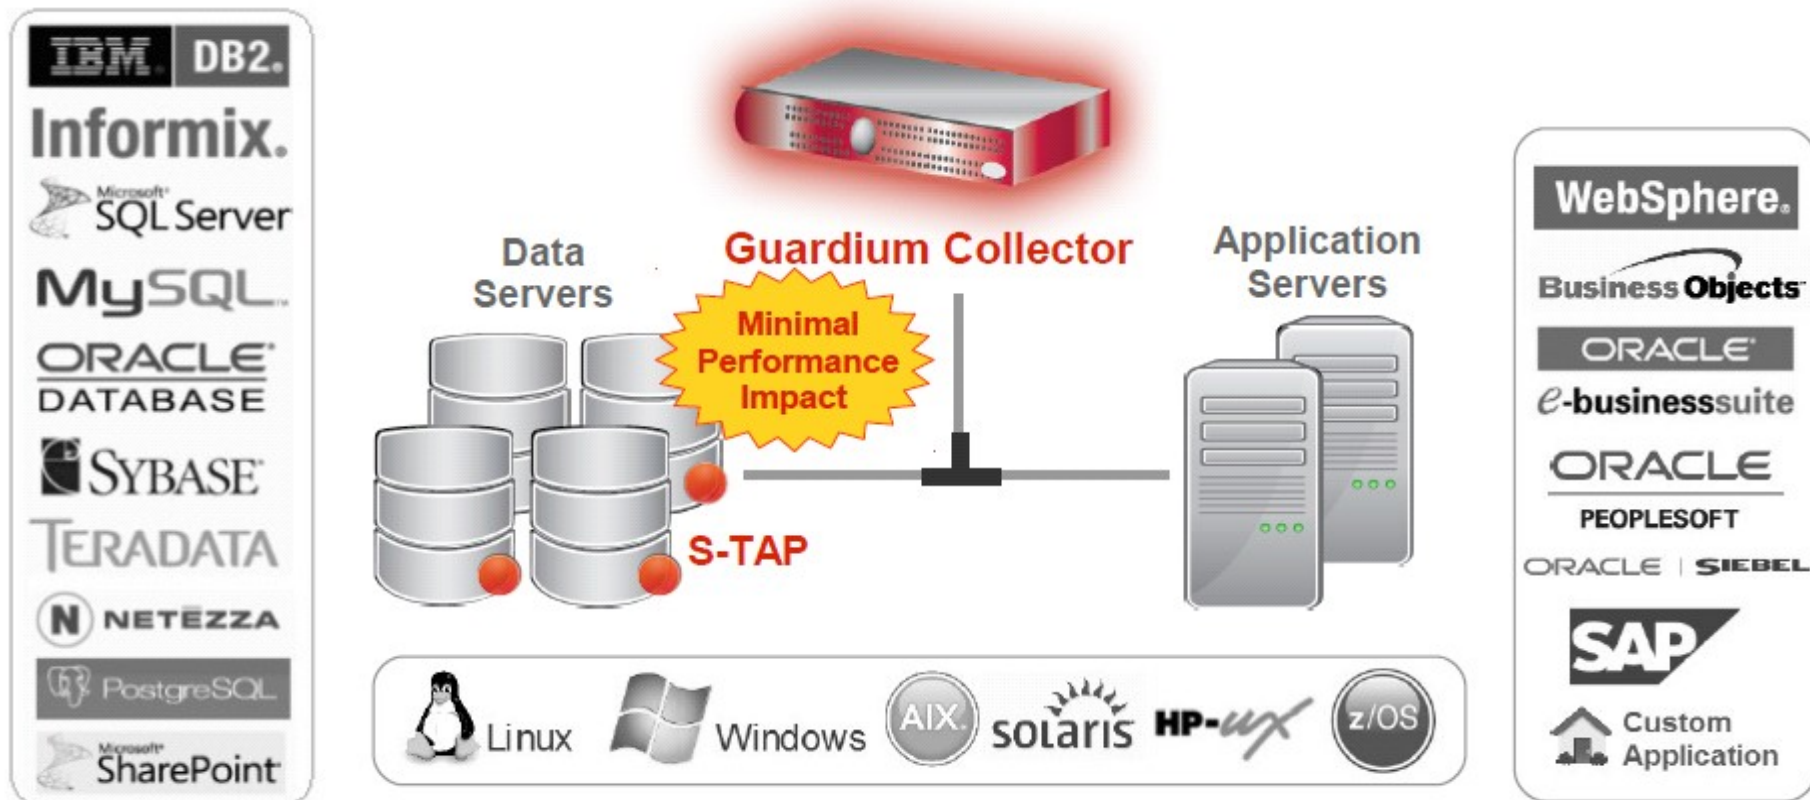 IBM DB2.
Informix.
Microsoft
SQL Server
MySQL
ORACLE
DATABASE
SYBASE
TERADATA
N NETEZZA
PostgreSQL
Microsoft
SharePoint
Data
Servers
Guardium Collector
Minimal
Performance
Impact
S-TAP
Application
Servers
Linux
Windows
AIX
solaris
HP-ux
z/OS
WebSphere.
Business Objects
ORACLE
e-businesssuite
ORACLE
PEOPLESOFT
ORACLE | SIEBEL
SAP
Custom
Application